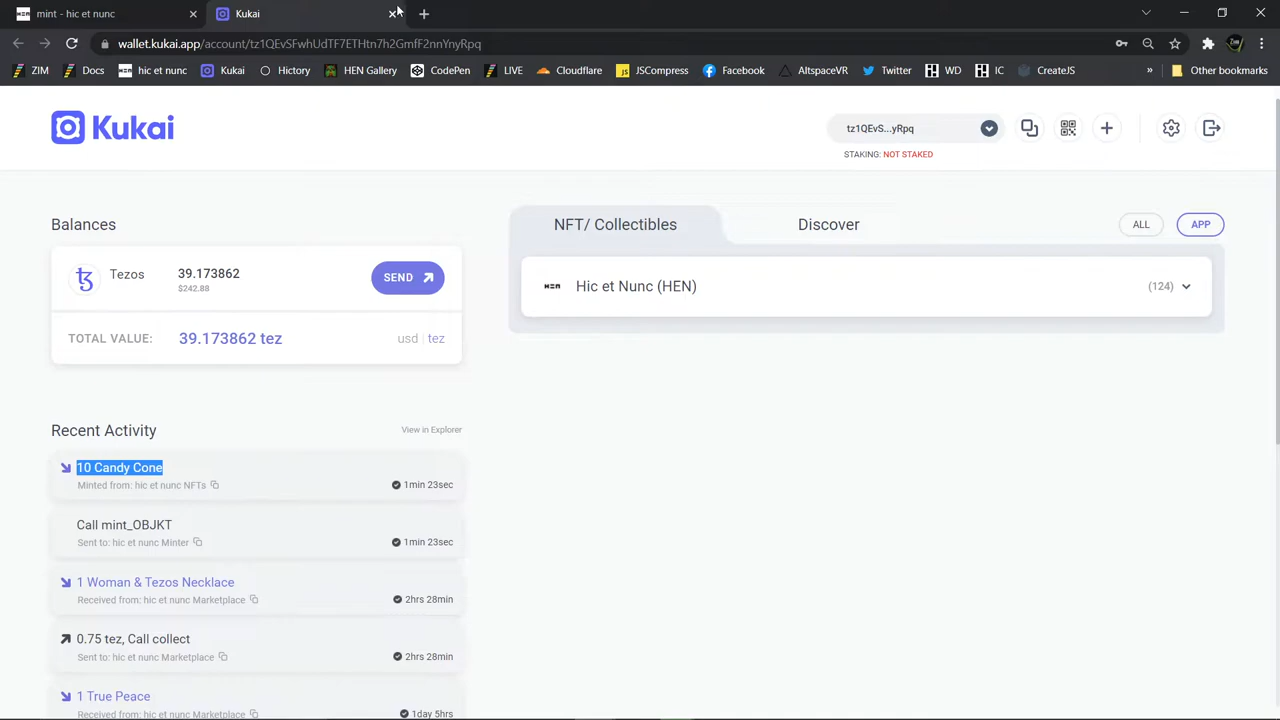 mint - hic et nunc
Kukai
wallet.kukai.app/account/tz1QEvSFwhUdTF7ETHtn7h2GmfF2nnYnyRpq
ZIM
Docs
hic et nunc
Kukai
Hictory
HEN Gallery
CodePen
LIVE
Cloudflare
JS
JSCompress
Facebook
AltspaceVR
Twitter
WD
IC
CreateJS
»
Other bookmarks
Kukai
tz1QEvS...yRpq
STAKING: NOT STAKED
Balances
Tezos
39.173862
$242.88
SEND
TOTAL VALUE:
39.173862 tez
usd | tez
NFT/ Collectibles
Discover
ALL
APP
Hic et Nunc (HEN)
(124)
Recent Activity
View in Explorer
10 Candy Cone
Minted from: hic et nunc NFTs
1min 23sec
Call mint_OBJKT
Sent to: hic et nunc Minter
1min 23sec
1 Woman & Tezos Necklace
Received from: hic et nunc Marketplace
2hrs 28min
0.75 tez, Call collect
Sent to: hic et nunc Marketplace
2hrs 28min
1 True Peace
Received from: hic et nunc Marketplace
1day 5hrs